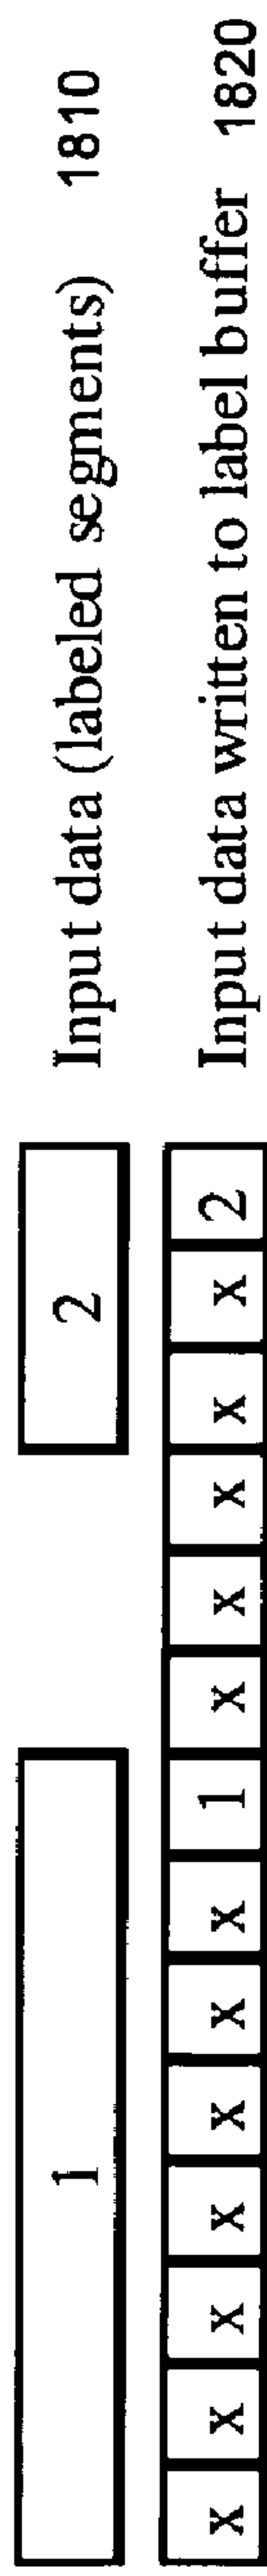 1 2 Input data (labeled segments) 1810
x x x x x x x 1 x x x x x 2 Input data written to label buffer 1820